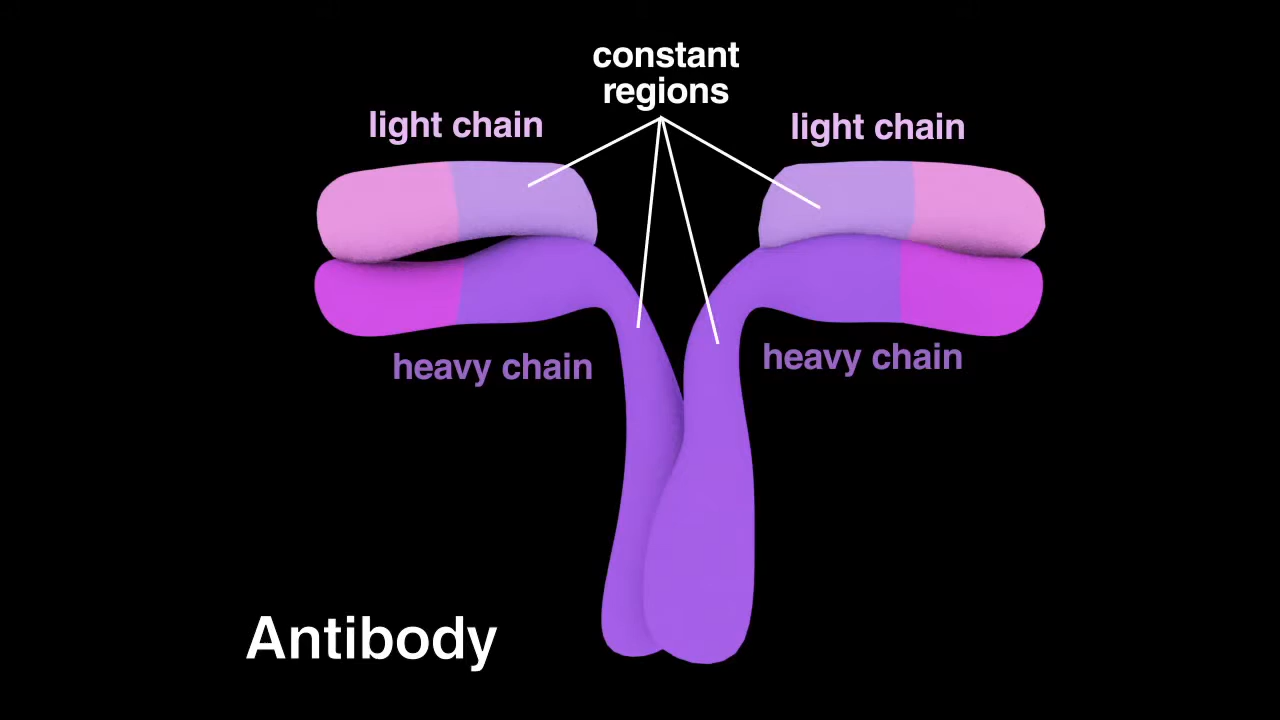 constant
regions
light chain
light chain
heavy chain
heavy chain
Antibody